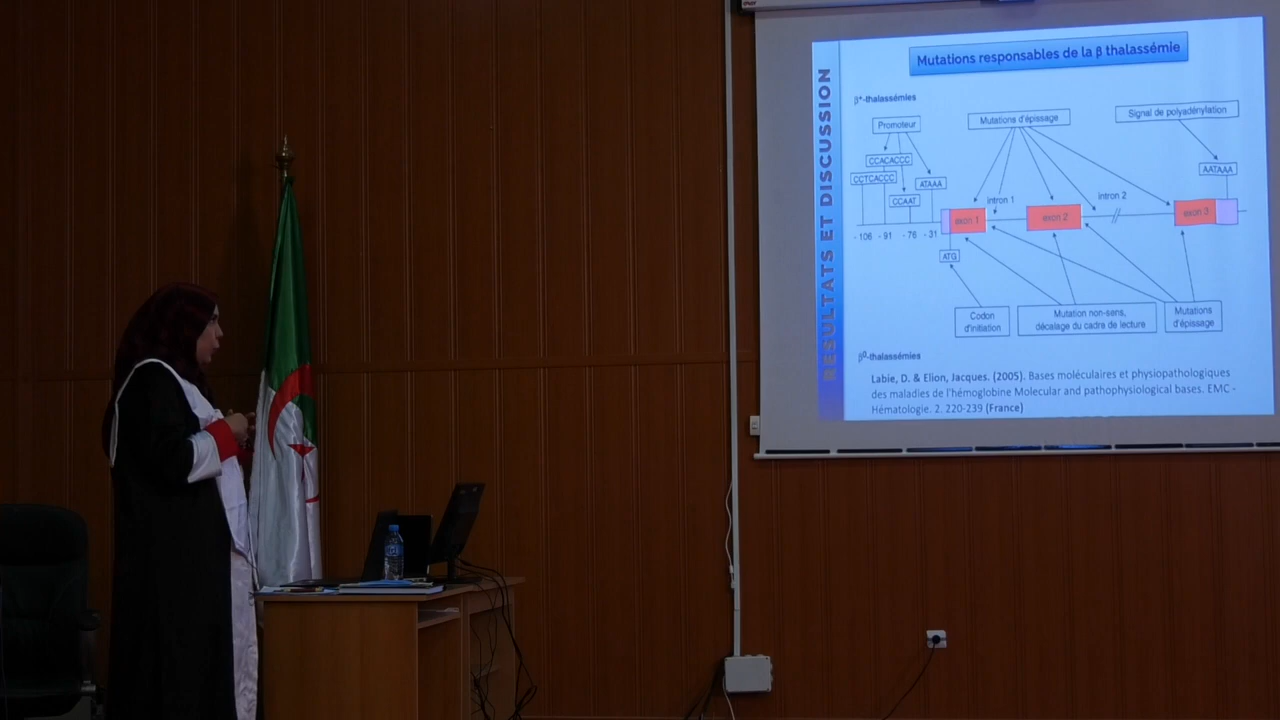 Mutations responsables de la β thalassémie
RESULTATS ET DISCUSSION
β⁺-thalassémies
Promoteur
Mutations d'épissage
Signal de polyadénylation
CCACACCC
CCTCACCC
ATAAA
AATAAA
CCAAT
intron 1
intron 2
exon 1
exon 2
exon 3
- 106 - 91 - 76 - 31
ATG
Codon
d'initiation
Mutation non-sens,
décalage du cadre de lecture
Mutations
d'épissage
β⁰-thalassémies
Labie, D. & Elion, Jacques. (2005). Bases moléculaires et physiopathologiques
des maladies de l'hémoglobine Molecular and pathophysiological bases. EMC -
Hématologie. 2. 220-239 (France)